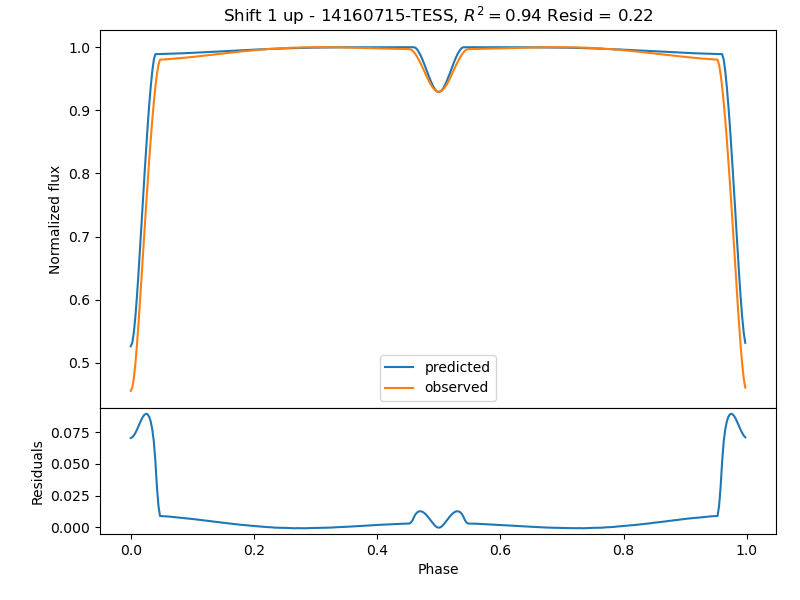 Shift 1 up - 14160715-TESS, R² = 0.94 Resid = 0.22
Normalized flux
1.0
0.9
0.8
0.7
0.6
0.5
predicted
observed
Residuals
0.075
0.050
0.025
0.000
0.0 0.2 0.4 0.6 0.8 1.0
Phase